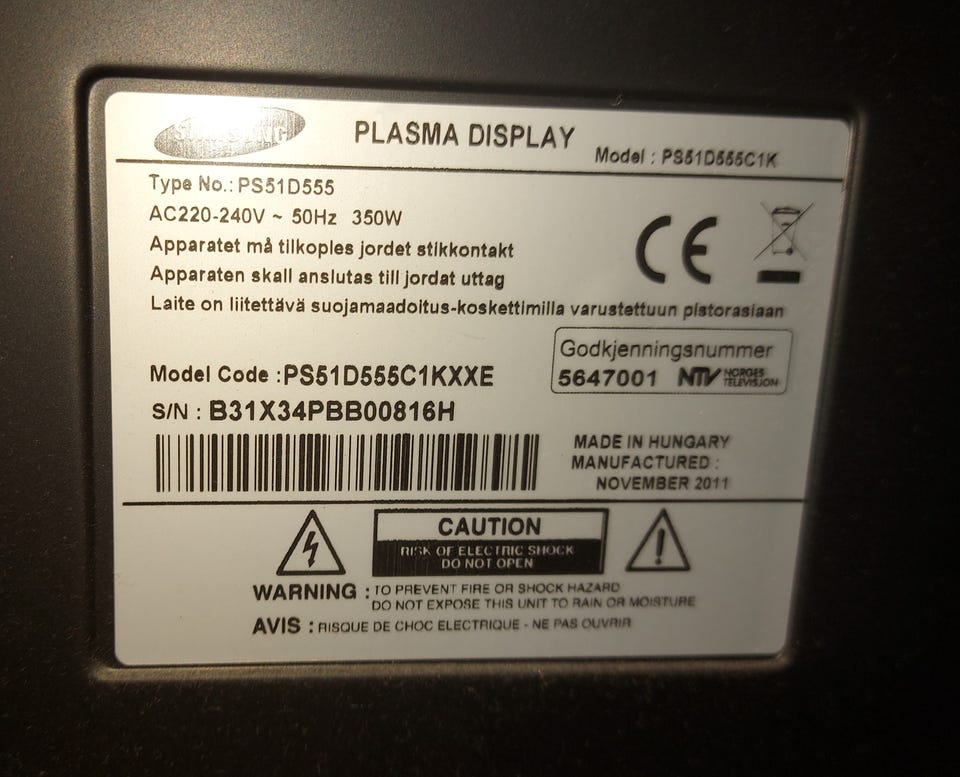 SAMSUNG
PLASMA DISPLAY
Model : PS51D555C1K
Type No.: PS51D555
AC220-240V ~ 50Hz 350W
Apparatet må tilkoples jordet stikkontakt
Apparaten skall anslutas till jordat uttag
Laite on liitettävä suojamaadoitus-koskettimilla varustettuun pistorasiaan
CE
Godkjenningsnummer
5647001 NTV NORGES TELEVISJON
Model Code :PS51D555C1KXXE
S/N : B31X34PBB00816H
MADE IN HUNGARY
MANUFACTURED :
NOVEMBER 2011
CAUTION
RISK OF ELECTRIC SHOCK
DO NOT OPEN
WARNING : TO PREVENT FIRE OR SHOCK HAZARD
DO NOT EXPOSE THIS UNIT TO RAIN OR MOISTURE
AVIS : RISQUE DE CHOC ELECTRIQUE - NE PAS OUVRIR